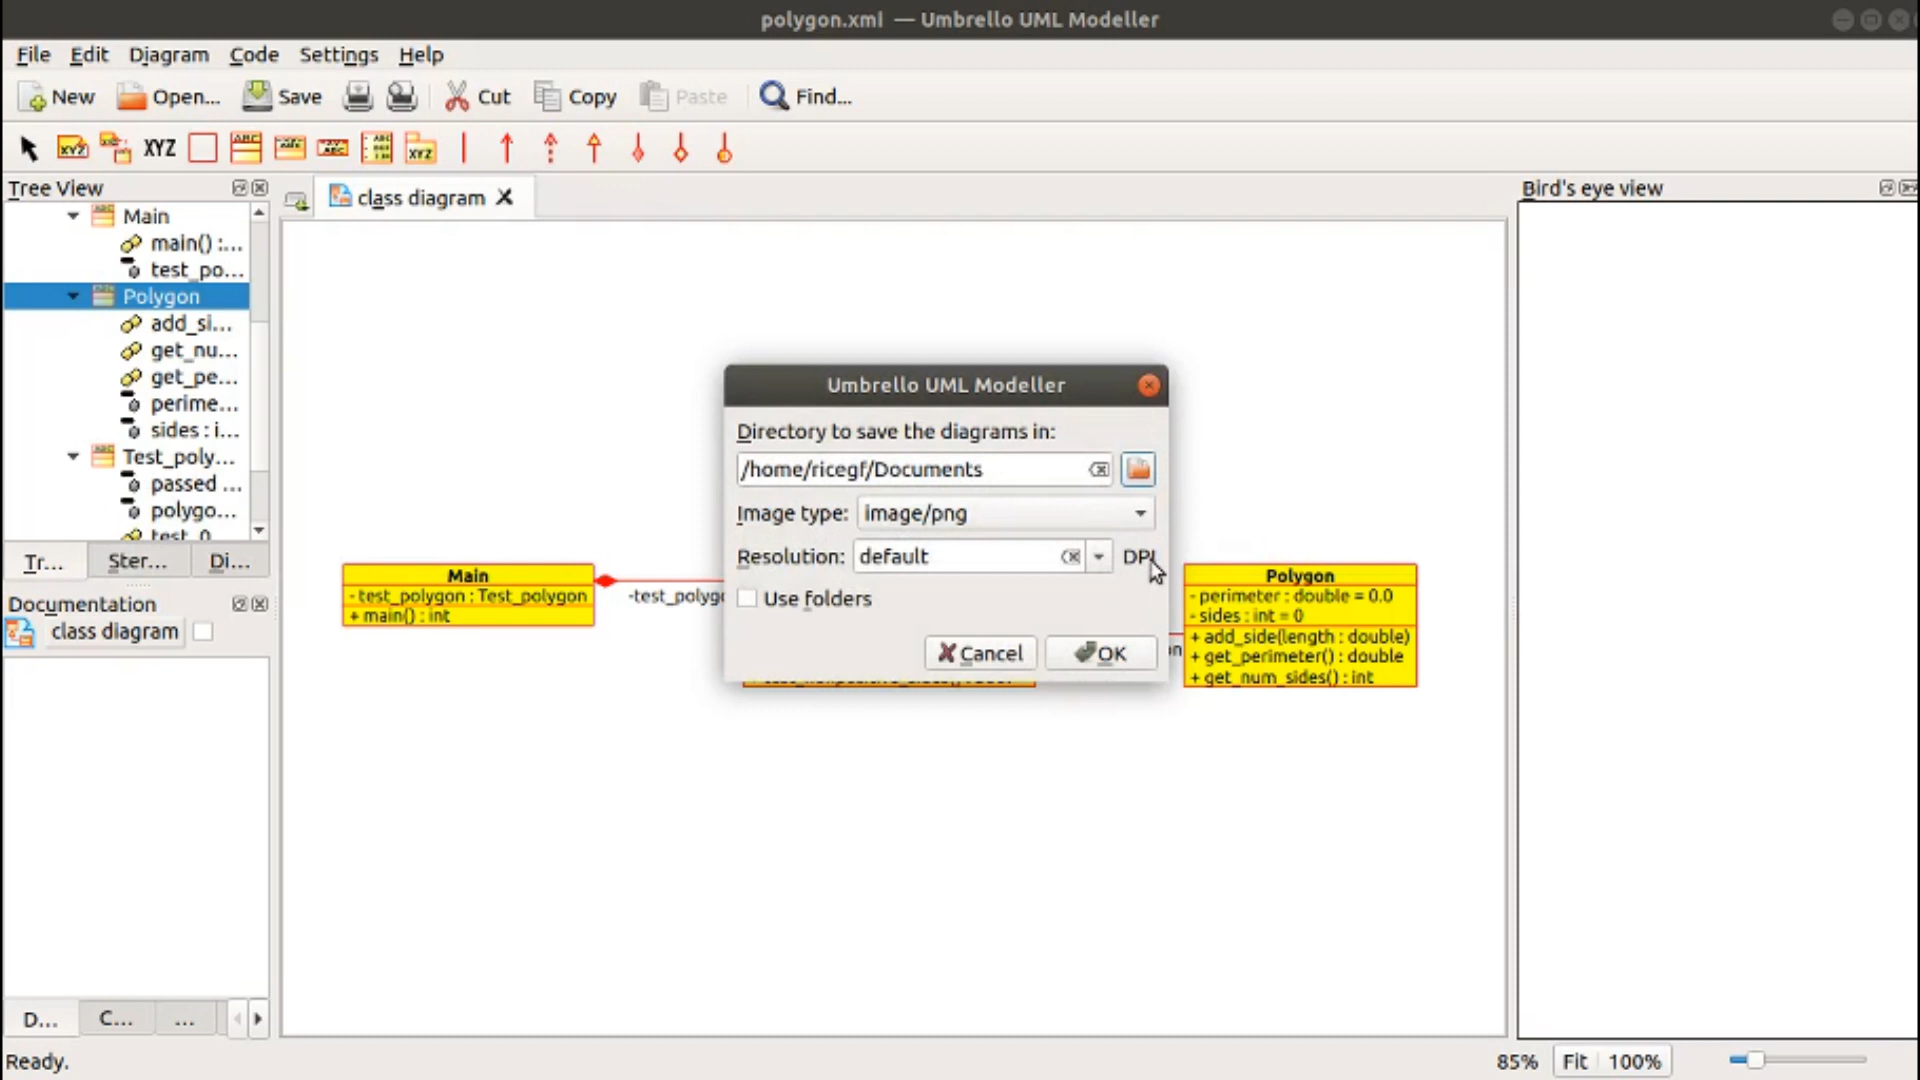 polygon.xmi — Umbrello UML Modeller
File Edit Diagram Code Settings Help
New Open... Save Cut Copy Paste Find...
XYZ
Tree View
Main
main() :...
test_po...
Polygon
add_si...
get_nu...
get_pe...
perime...
sides : i...
Test_poly...
passed ...
polygo...
test_0
Tr... Ster... Di...
Documentation
class diagram
D... C... ...
class diagram
Main
- test_polygon : Test_polygon
+ main() : int
-test_polygo
Umbrello UML Modeller
Directory to save the diagrams in:
/home/ricegf/Documents
Image type: image/png
Resolution: default DPI
Use folders
Cancel OK
Polygon
- perimeter : double = 0.0
- sides : int = 0
+ add_side(length : double)
+ get_perimeter() : double
+ get_num_sides() : int
on
Bird's eye view
Ready.
85% Fit 100%